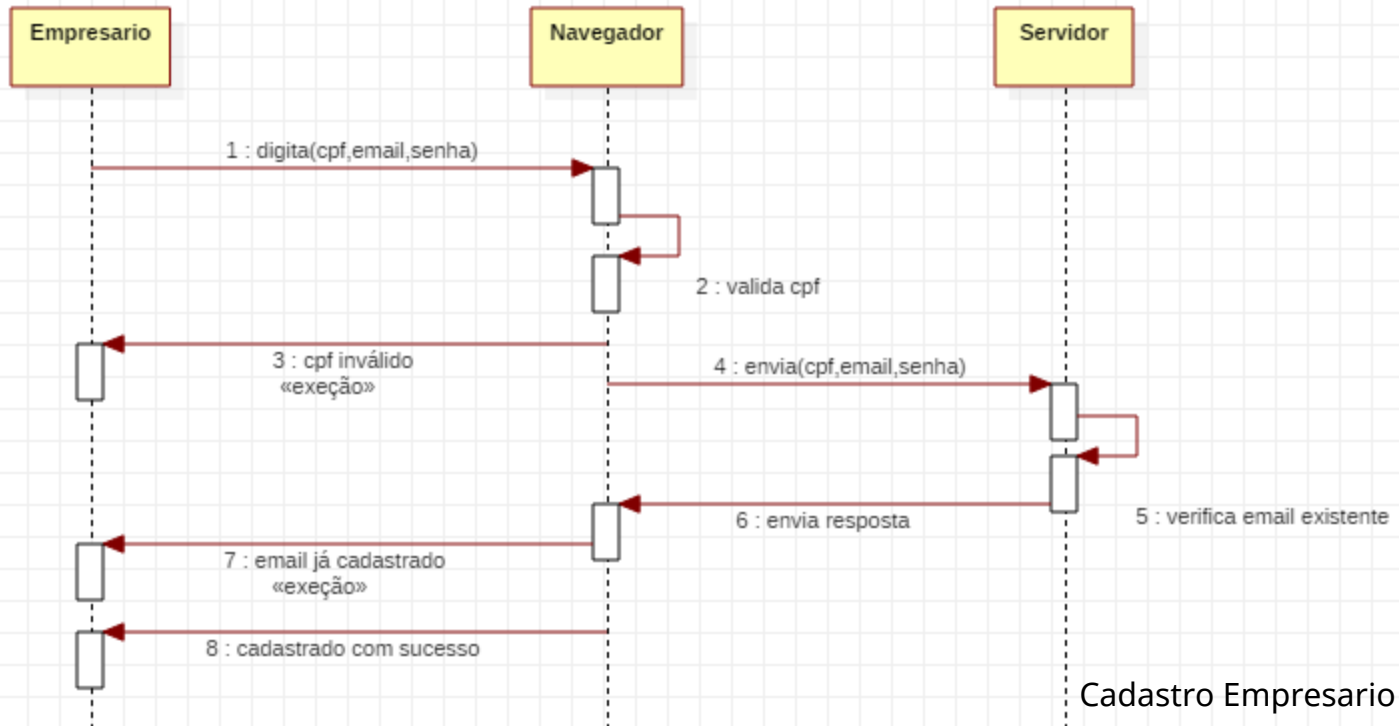 Empresario
Navegador
Servidor
1 : digita(cpf,email,senha)
2 : valida cpf
3 : cpf inválido
«exeção»
4 : envia(cpf,email,senha)
5 : verifica email existente
6 : envia resposta
7 : email já cadastrado
«exeção»
8 : cadastrado com sucesso
Cadastro Empresario